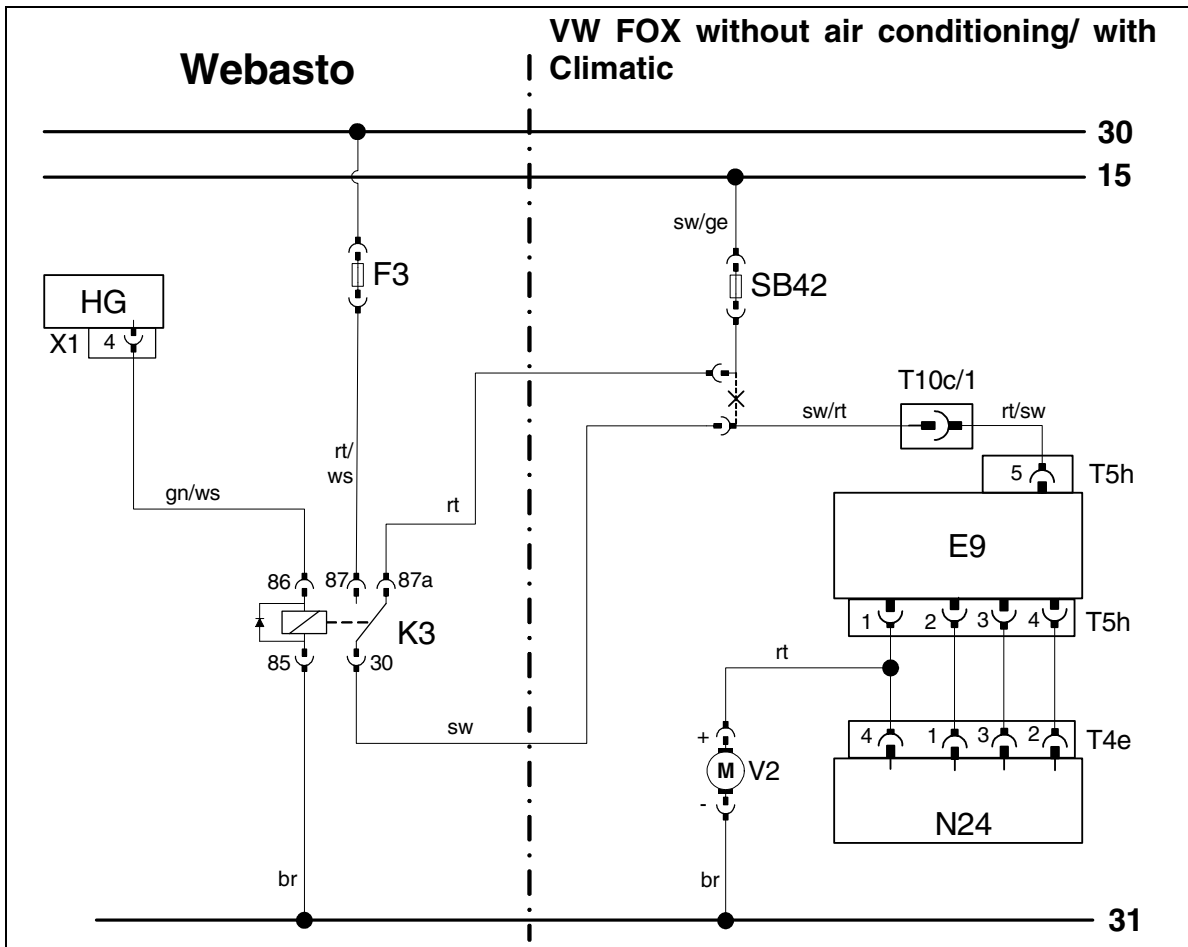 Webasto
VW FOX without air conditioning/ with
Climatic
30
15
sw/ge
F3
SB42
HG
X1
4
T10c/1
sw/rt
rt/sw
rt/
ws
gn/ws
rt
5
T5h
E9
86
87
87a
K3
85
30
1
2
3
4
T5h
rt
sw
4
1
3
2
T4e
+
M
V2
-
N24
br
br
31